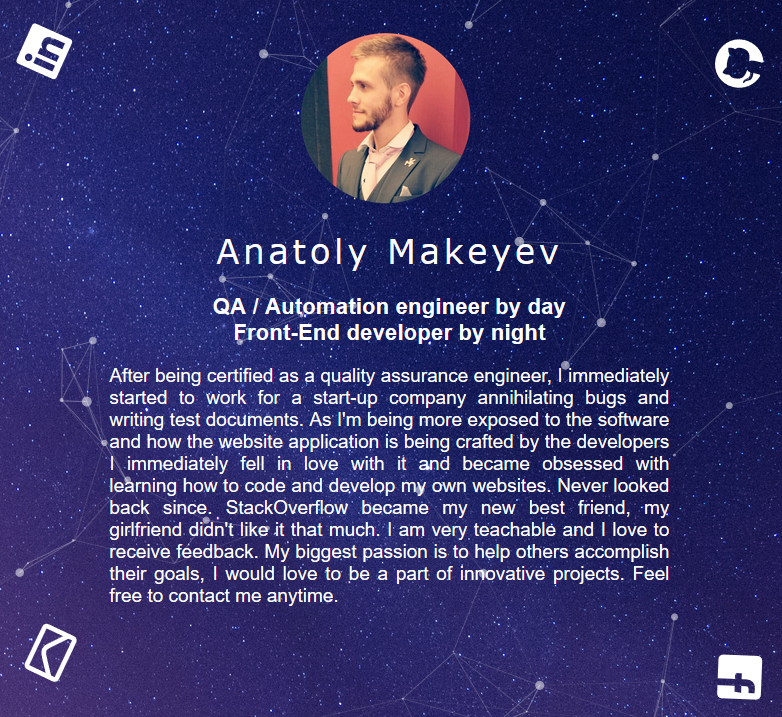 in
Anatoly Makeyev
QA / Automation engineer by day
Front-End developer by night
After being certified as a quality assurance engineer, I immediately
started to work for a start-up company annihilating bugs and
writing test documents. As I'm being more exposed to the software
and how the website application is being crafted by the developers
I immediately fell in love with it and became obsessed with
learning how to code and develop my own websites. Never looked
back since. StackOverflow became my new best friend, my
girlfriend didn't like it that much. I am very teachable and I love to
receive feedback. My biggest passion is to help others accomplish
their goals, I would love to be a part of innovative projects. Feel
free to contact me anytime.
f